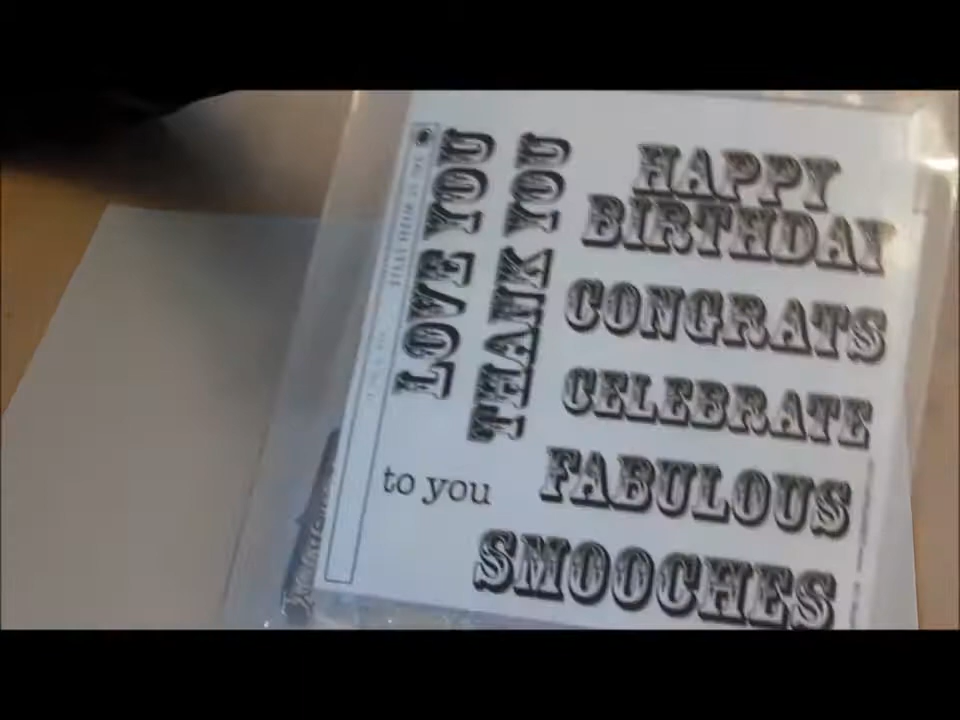 LOVE YOU
THANK YOU
HAPPY
BIRTHDAY
CONGRATS
CELEBRATE
FABULOUS
to you
SMOOCHES